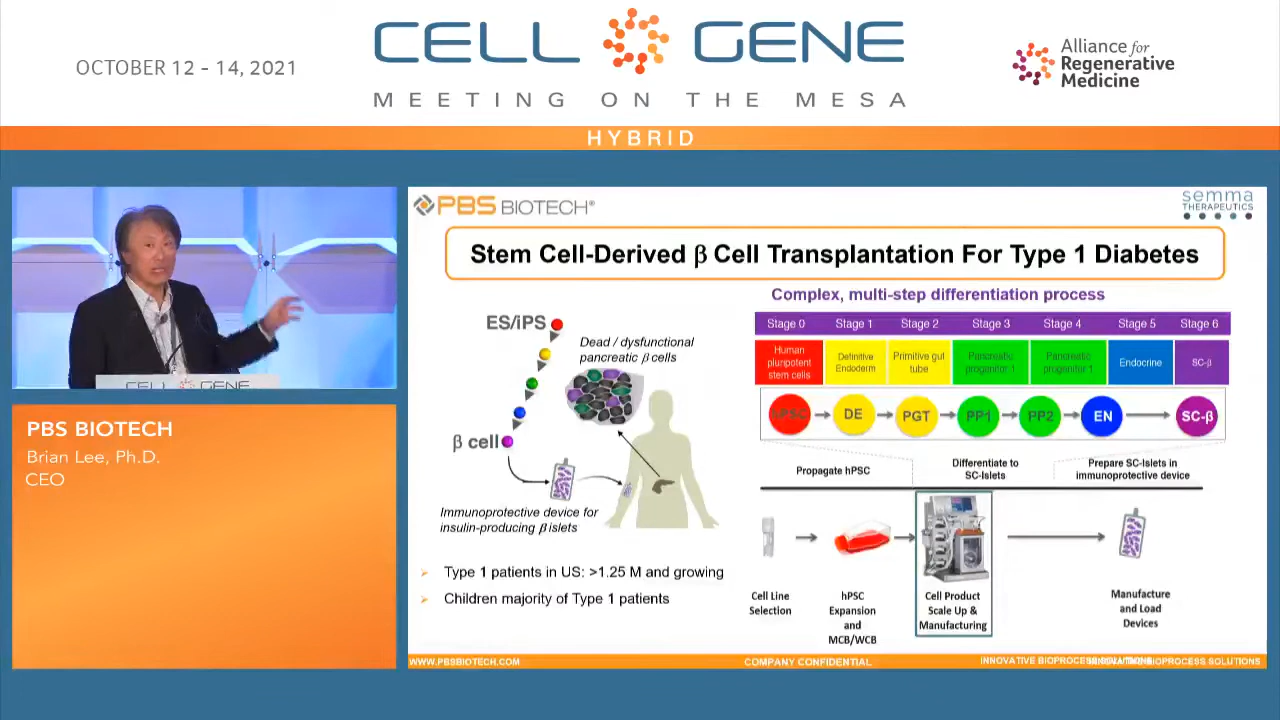 OCTOBER 12 - 14, 2021
CELL GENE
MEETING ON THE MESA
Alliance for
Regenerative
Medicine
HYBRID
CELL GENE
PBS BIOTECH
Brian Lee, Ph.D.
CEO
PBS BIOTECH®
semma
THERAPEUTICS
Stem Cell-Derived β Cell Transplantation For Type 1 Diabetes
ES/iPS
Dead / dysfunctional
pancreatic β cells
β cell
Immunoprotective device for
insulin-producing β islets
Type 1 patients in US: >1.25 M and growing
Children majority of Type 1 patients
Complex, multi-step differentiation process
Stage 0 Stage 1 Stage 2 Stage 3 Stage 4 Stage 5 Stage 6
Human
pluripotent
stem cells
Definitive
Endoderm
Primitive gut
tube
Pancreatic
progenitor 1
Pancreatic
progenitor 1
Endocrine
SC-β
hPSC DE PGT PP1 PP2 EN SC-β
Propagate hPSC
Differentiate to
SC-Islets
Prepare SC-Islets in
immunoprotective device
Cell Line
Selection
hPSC
Expansion
and
MCB/WCB
Cell Product
Scale Up &
Manufacturing
Manufacture
and Load
Devices
WWW.PBSBIOTECH.COM
COMPANY CONFIDENTIAL
INNOVATIVE BIOPROCESS SOLUTIONS